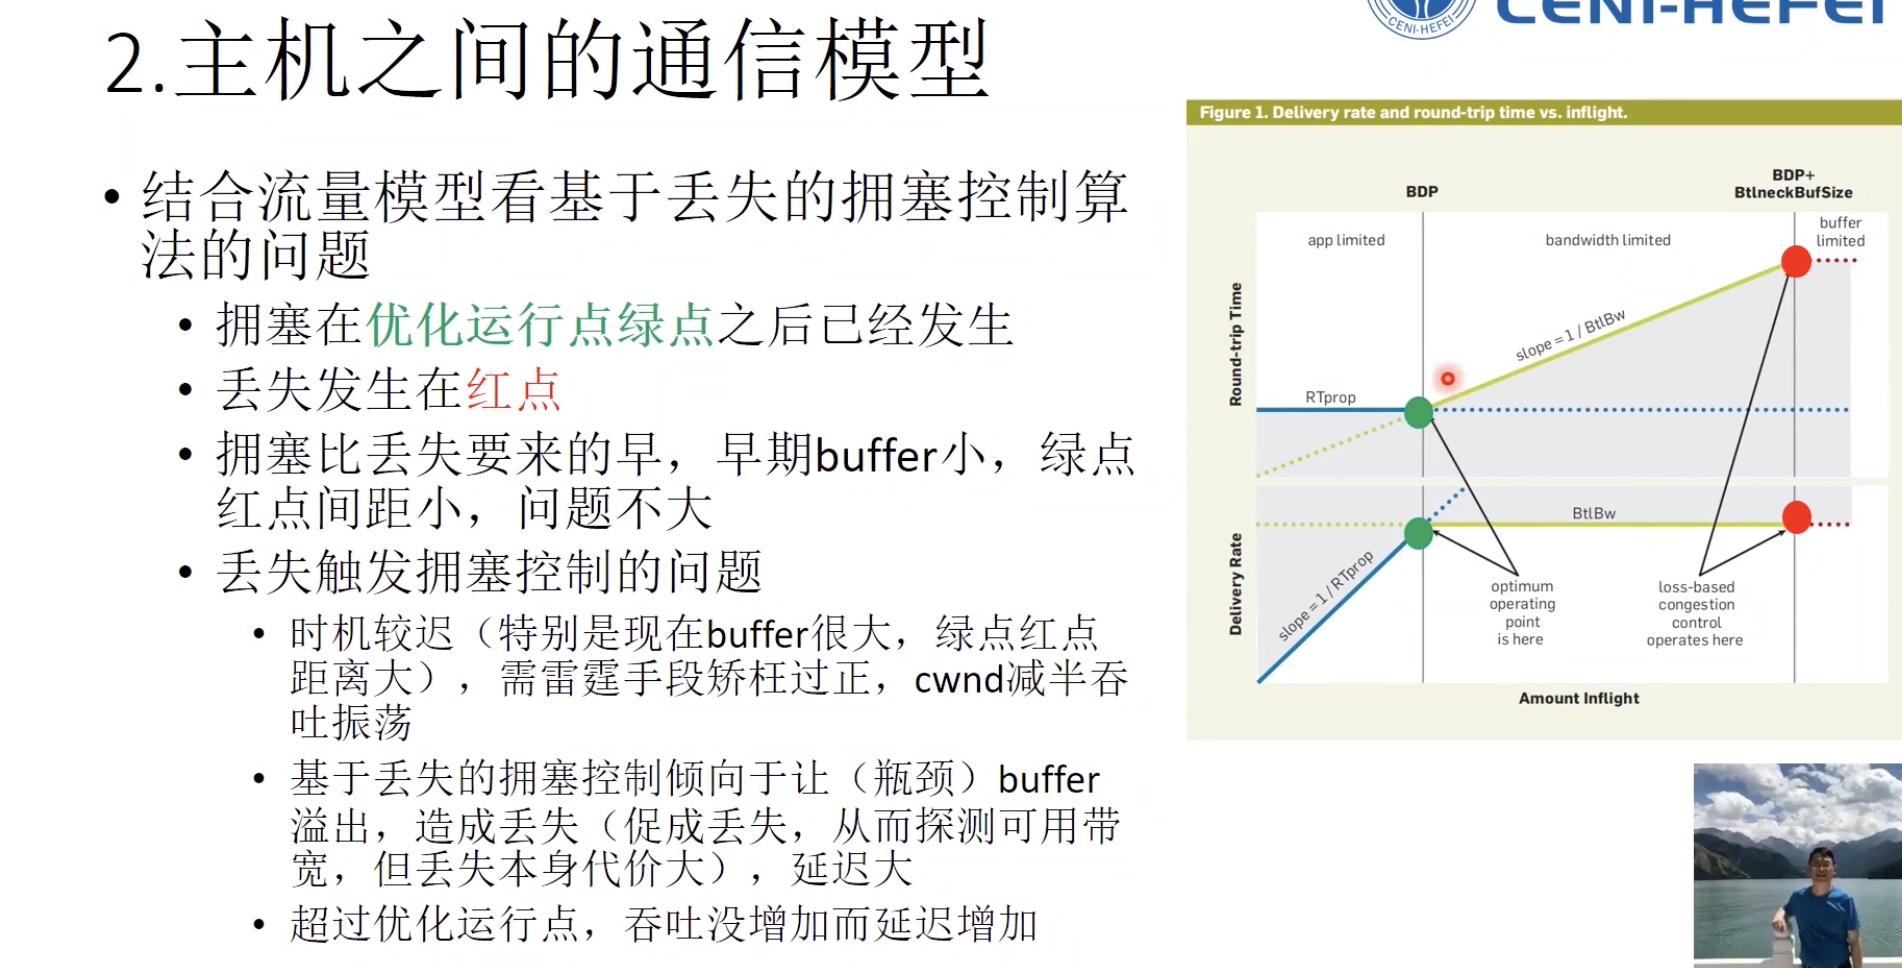 CENI-HEFEI
CENI-HEFEI
2.主机之间的通信模型
• 结合流量模型看基于丢失的拥塞控制算
法的问题
• 拥塞在优化运行点绿点之后已经发生
• 丢失发生在红点
• 拥塞比丢失要来的早，早期buffer小，绿点
红点间距小，问题不大
• 丢失触发拥塞控制的问题
• 时机较迟（特别是现在buffer很大，绿点红点
距离大），需雷霆手段矫枉过正，cwnd减半吞
吐振荡
• 基于丢失的拥塞控制倾向于让（瓶颈）buffer
溢出，造成丢失（促成丢失，从而探测可用带
宽，但丢失本身代价大），延迟大
• 超过优化运行点，吞吐没增加而延迟增加
Figure 1. Delivery rate and round-trip time vs. inflight.
BDP
BDP+
BtlneckBufSize
app limited
bandwidth limited
buffer
limited
Round-trip Time
RTprop
slope = 1 / BtlBw
Delivery Rate
slope = 1 / RTprop
BtlBw
optimum
operating
point
is here
loss-based
congestion
control
operates here
Amount Inflight